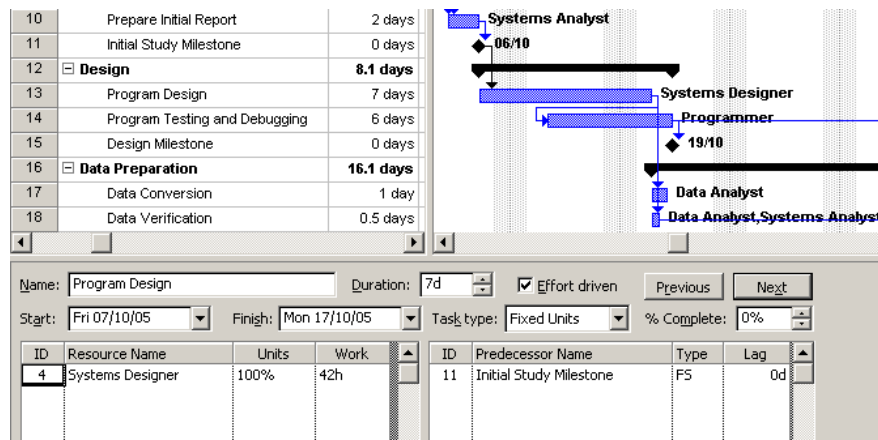 10 Prepare Initial Report 2 days Systems Analyst
11 Initial Study Milestone 0 days 06/10
12 Design 8.1 days
13 Program Design 7 days Systems Designer
14 Program Testing and Debugging 6 days Programmer
15 Design Milestone 0 days 19/10
16 Data Preparation 16.1 days
17 Data Conversion 1 day Data Analyst
18 Data Verification 0.5 days Data Analyst,Systems Analyst
Name: Program Design Duration: 7d Effort driven Previous Next
Start: Fri 07/10/05 Finish: Mon 17/10/05 Task type: Fixed Units % Complete: 0%
ID Resource Name Units Work ID Predecessor Name Type Lag
4 Systems Designer 100% 42h 11 Initial Study Milestone FS 0d